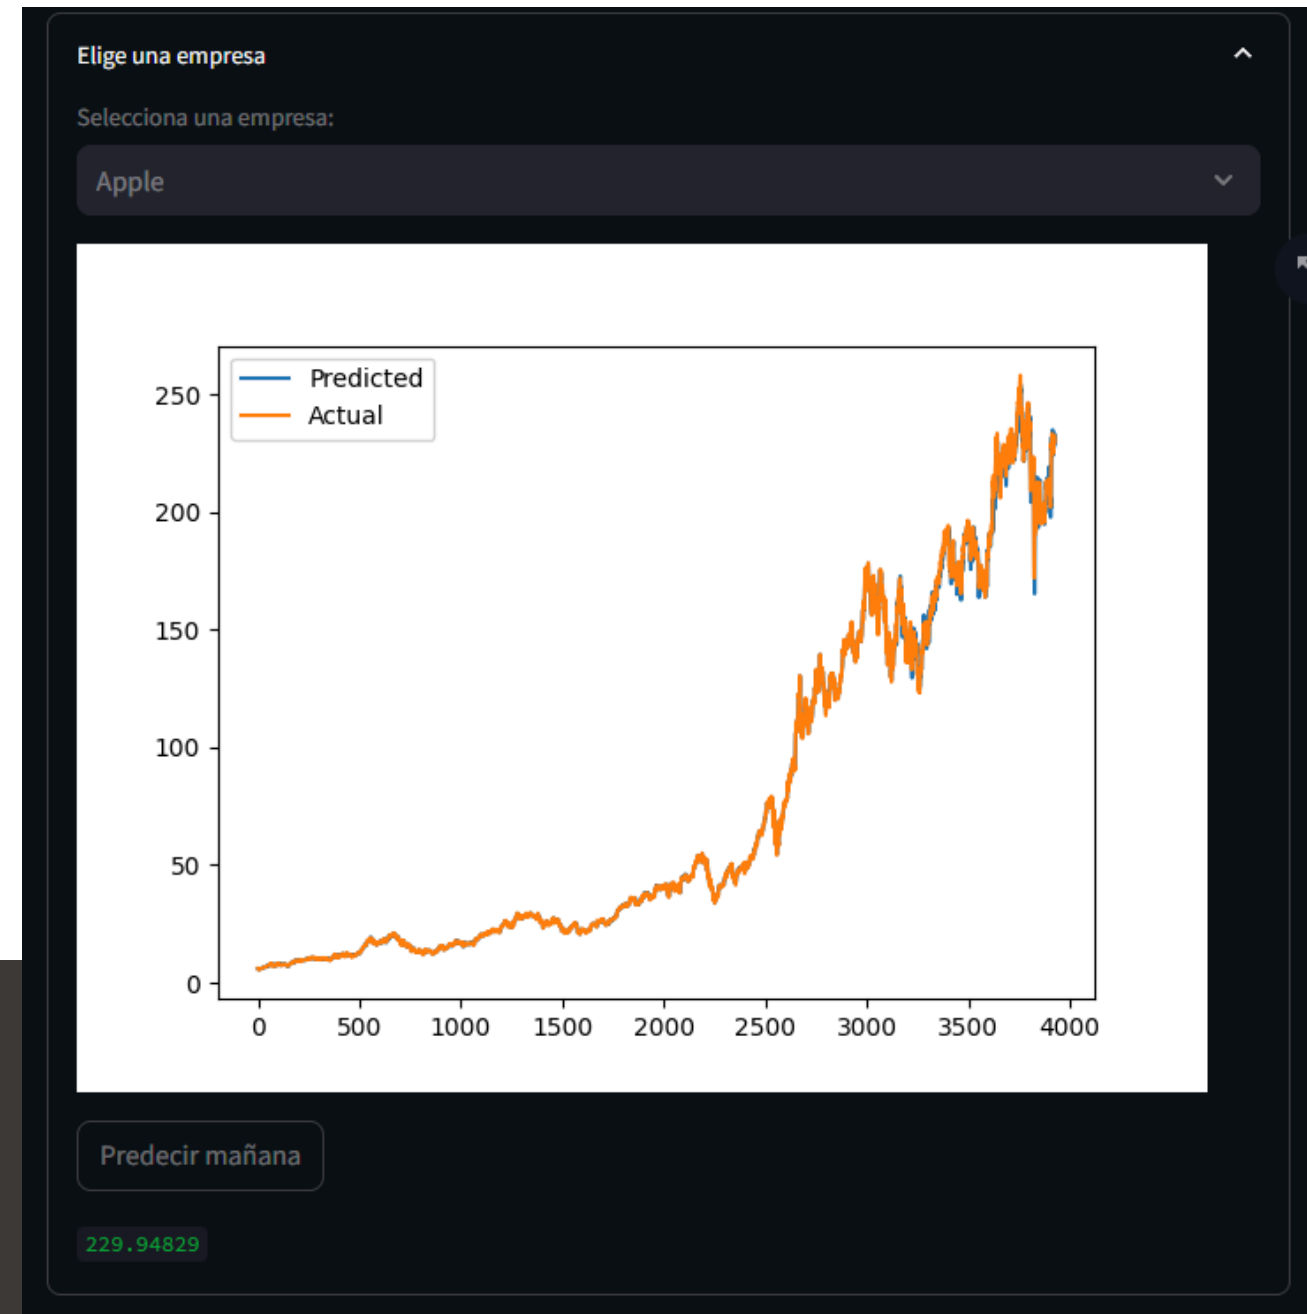 Elige una empresa
Selecciona una empresa:
Apple
Predicted
Actual
250
200
150
100
50
0
0 500 1000 1500 2000 2500 3000 3500 4000
Predecir mañana
229.94829